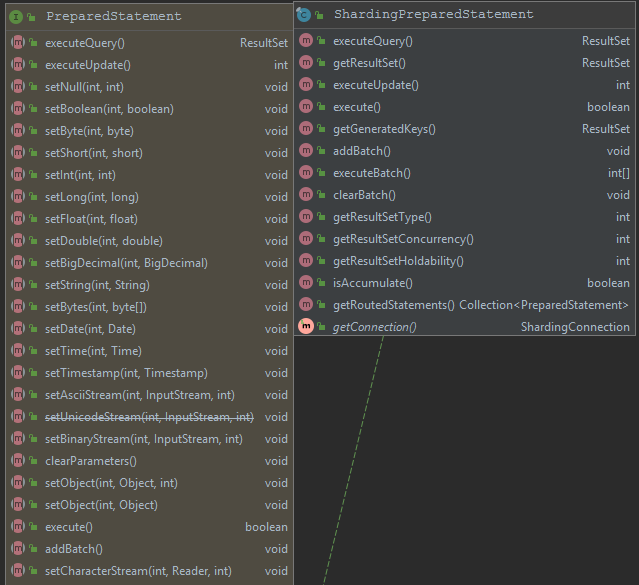 PreparedStatement
executeQuery() ResultSet
executeUpdate() int
setNull(int, int) void
setBoolean(int, boolean) void
setByte(int, byte) void
setShort(int, short) void
setInt(int, int) void
setLong(int, long) void
setFloat(int, float) void
setDouble(int, double) void
setBigDecimal(int, BigDecimal) void
setString(int, String) void
setBytes(int, byte[]) void
setDate(int, Date) void
setTime(int, Time) void
setTimestamp(int, Timestamp) void
setAsciiStream(int, InputStream, int) void
setUnicodeStream(int, InputStream, int) void
setBinaryStream(int, InputStream, int) void
clearParameters() void
setObject(int, Object, int) void
setObject(int, Object) void
execute() boolean
addBatch() void
setCharacterStream(int, Reader, int) void
ShardingPreparedStatement
executeQuery() ResultSet
getResultSet() ResultSet
executeUpdate() int
execute() boolean
getGeneratedKeys() ResultSet
addBatch() void
executeBatch() int[]
clearBatch() void
getResultSetType() int
getResultSetConcurrency() int
getResultSetHoldability() int
isAccumulate() boolean
getRoutedStatements() Collection<PreparedStatement>
getConnection() ShardingConnection